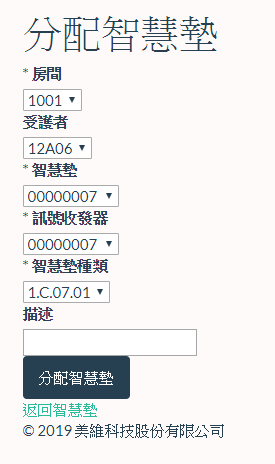 分配智慧墊
* 房間
1001
受護者
12A06
* 智慧墊
00000007
* 訊號收發器
00000007
* 智慧墊種類
1.C.07.01
描述
分配智慧墊
返回智慧墊
© 2019 美維科技股份有限公司